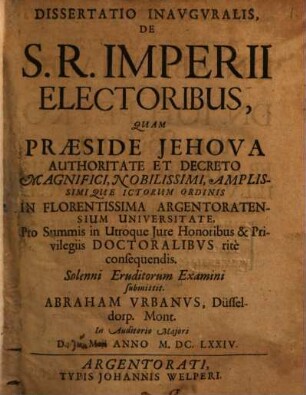 DISSERTATIO INAVGVRALIS,
DE
S. R. IMPERII
ELECTORIBUS,
QUAM
PRÆSIDE JEHOVA
AUTHORITATE ET DECRETO
MAGNIFICI, NOBILISSIMI, AMPLIS-
SIMIQUE ICTORUM ORDINIS
IN FLORENTISSIMA ARGENTORATEN-
SIUM UNIVERSITATE,
Pro Summis in Utroque Jure Honoribus & Pri-
vilegiis DOCTORALIBUS ritè
consequendis.
Solenni Eruditorum Examini
submittit
ABRAHAM VRBANVS, Düssel-
dorp. Mont.
In Auditorio Majori
D. ANNO M. DC. LXXIV.
ARGENTORATI,
TYPIS JOHANNIS WELPERI.